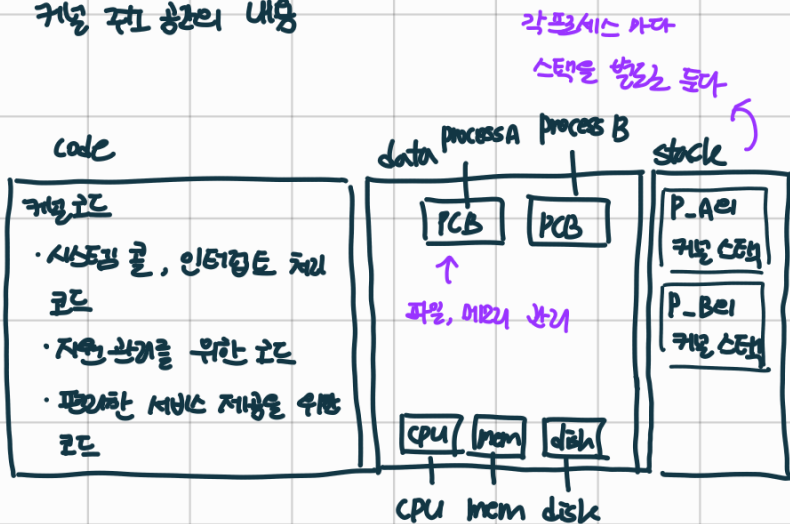 커널 주소 공간의 내용
각 프로세스 마다
스택을 별도로 둔다
code
커널코드
· 시스템 콜, 인터럽트 처리
코드
· 자원 관리를 위한 코드
· 편리한 서비스 제공을 위한
코드
data
process A
process B
PCB
PCB
파일, 메모리 관리
CPU
mem
disk
CPU
mem
disk
stack
P_A의
커널 스택
P_B의
커널 스택